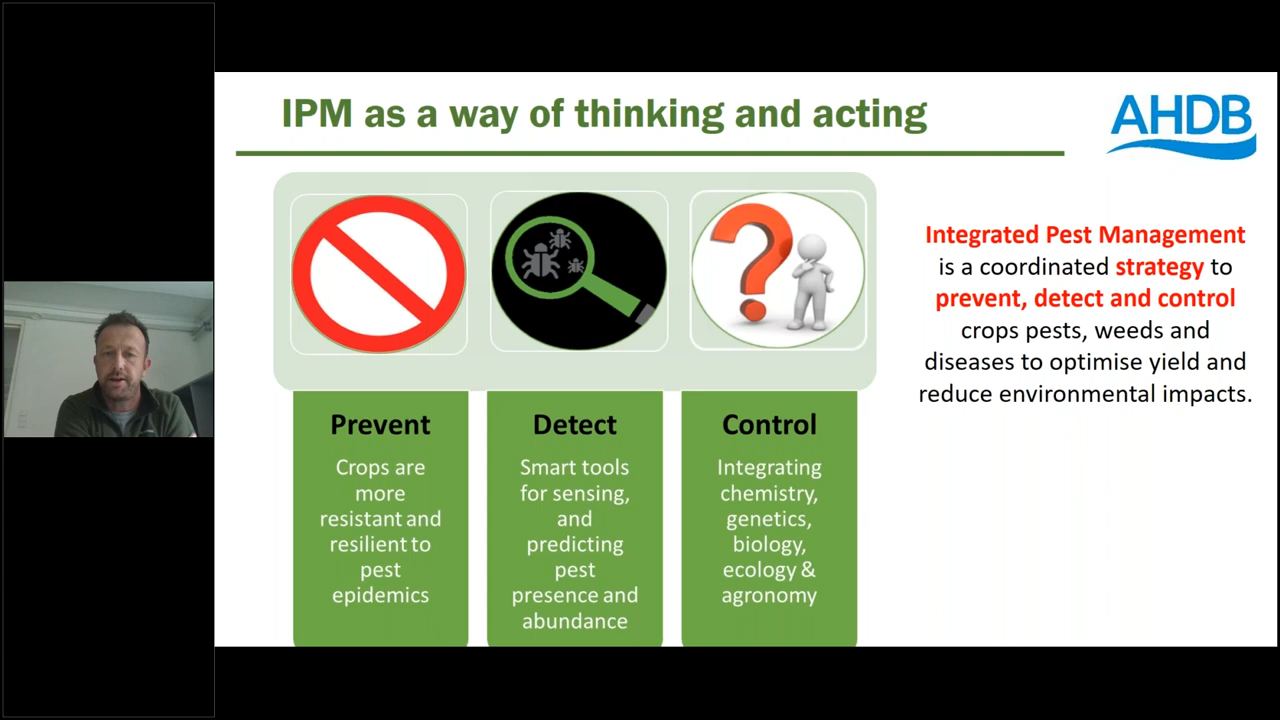 IPM as a way of thinking and acting
AHDB
Prevent
Crops are
more
resistant and
resilient to
pest
epidemics
Detect
Smart tools
for sensing,
and
predicting
pest
presence and
abundance
Control
Integrating
chemistry,
genetics,
biology,
ecology &
agronomy
Integrated Pest Management
is a coordinated strategy to
prevent, detect and control
crops pests, weeds and
diseases to optimise yield and
reduce environmental impacts.